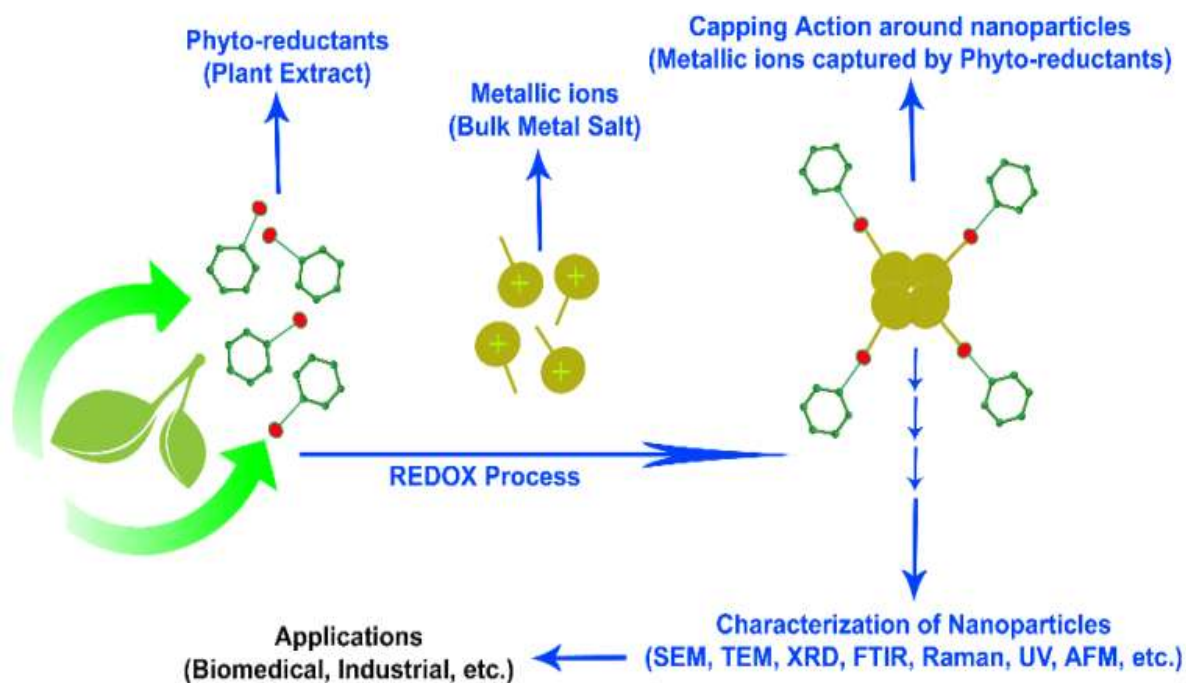 Phyto-reductants
(Plant Extract)
Metallic ions
(Bulk Metal Salt)
Capping Action around nanoparticles
(Metallic ions captured by Phyto-reductants)
+
+
+
+
REDOX Process
Characterization of Nanoparticles
(SEM, TEM, XRD, FTIR, Raman, UV, AFM, etc.)
Applications
(Biomedical, Industrial, etc.)